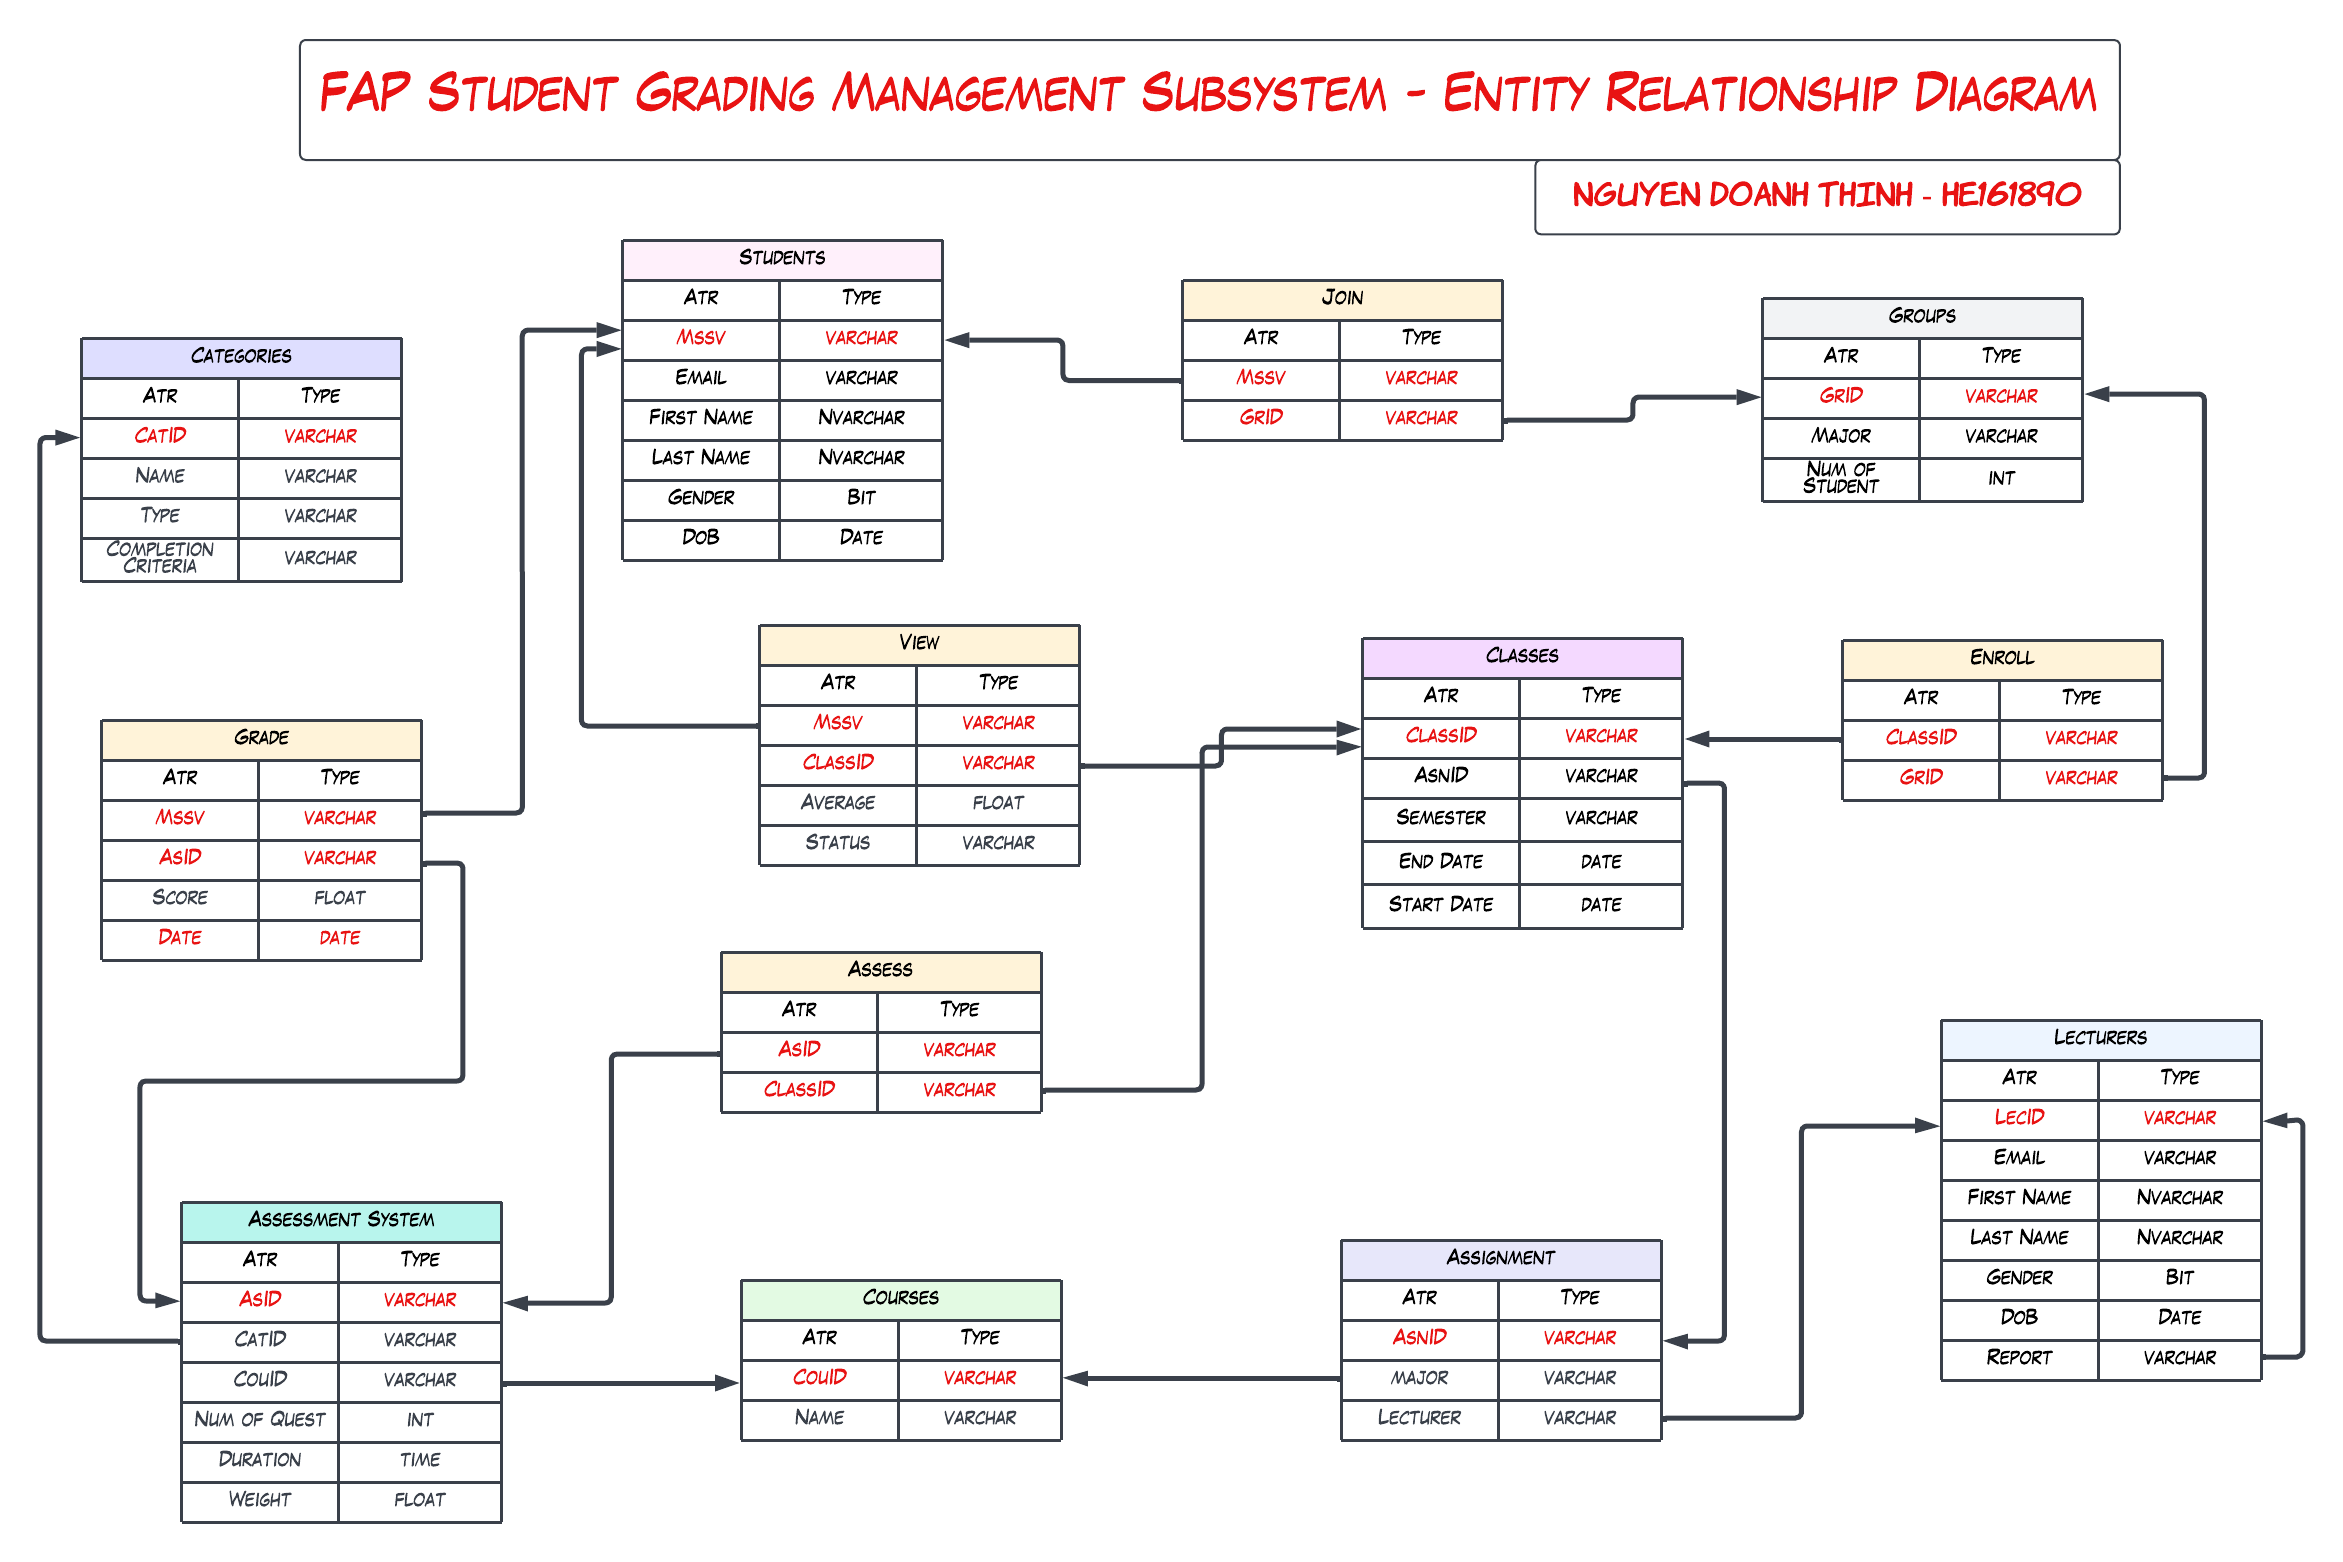 FAP Student Grading Management Subsystem - Entity Relationship Diagram
NGUYEN DOANH THINH - HE161890
Students
Atr Type
Mssv varchar
Email varchar
First Name Nvarchar
Last Name Nvarchar
Gender Bit
DoB Date
Join
Atr Type
Mssv varchar
GrID varchar
Groups
Atr Type
GrID varchar
Major varchar
Num of
Student
int
Categories
Atr Type
CatID varchar
Name varchar
Type varchar
Completion
Criteria
varchar
View
Atr Type
Mssv varchar
ClassID varchar
Average float
Status varchar
Classes
Atr Type
ClassID varchar
AsnID varchar
Semester varchar
End Date date
Start Date date
Enroll
Atr Type
ClassID varchar
GrID varchar
Grade
Atr Type
Mssv varchar
AsID varchar
Score float
Date date
Assess
Atr Type
AsID varchar
ClassID varchar
Lecturers
Atr Type
LecID varchar
Email varchar
First Name Nvarchar
Last Name Nvarchar
Gender Bit
DoB Date
Report varchar
Assessment System
Atr Type
AsID varchar
CatID varchar
CouID varchar
Num of Quest int
Duration time
Weight float
Courses
Atr Type
CouID varchar
Name varchar
Assignment
Atr Type
AsnID varchar
major varchar
Lecturer varchar